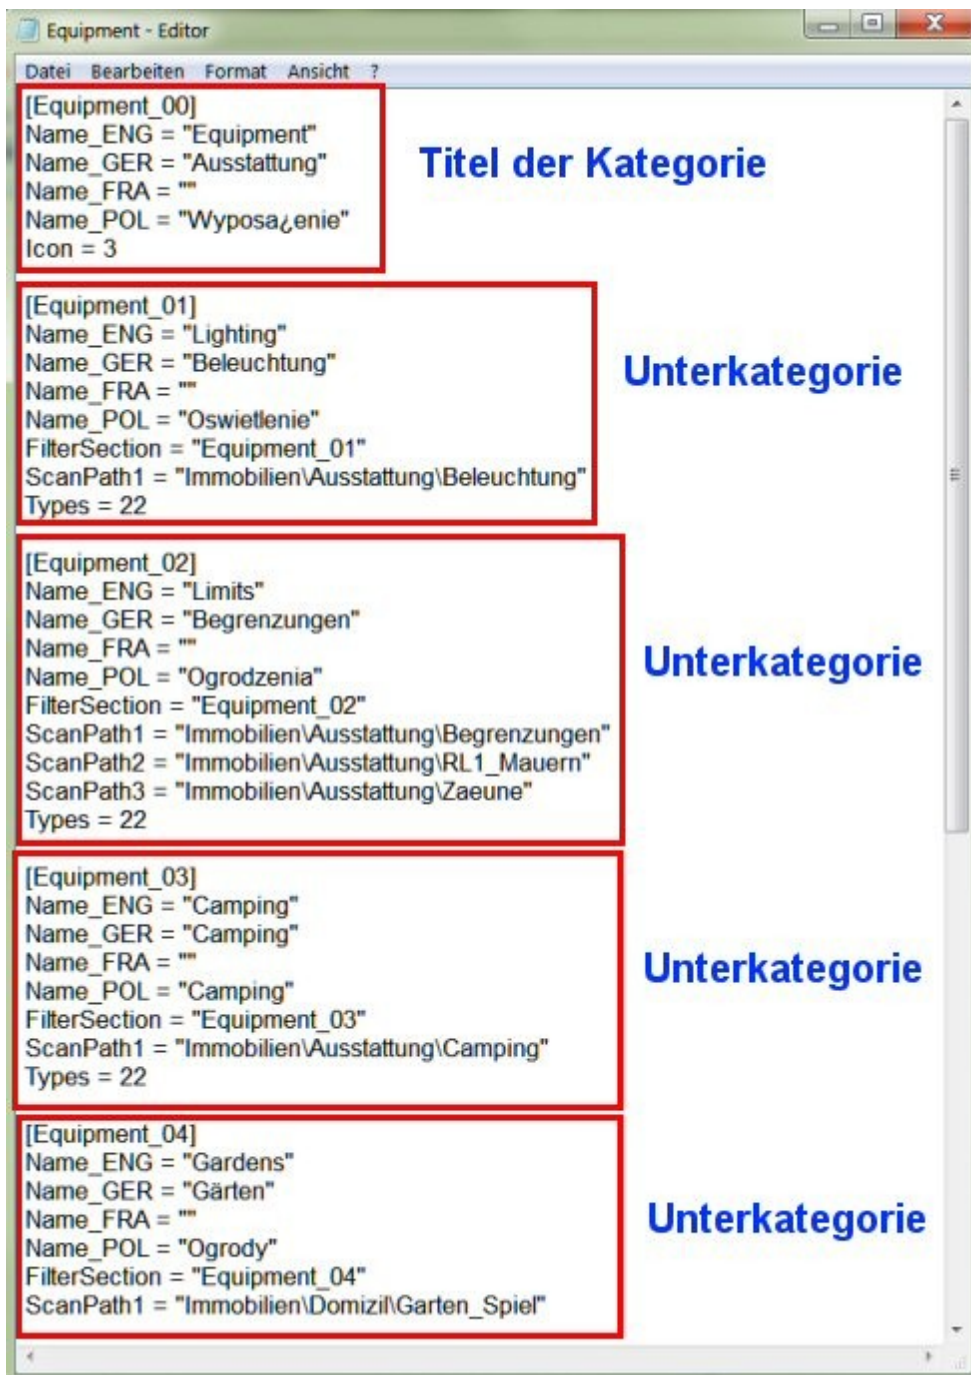 Equipment - Editor
Datei Bearbeiten Format Ansicht ?
[Equipment_00]
Name_ENG = "Equipment"
Name_GER = "Ausstattung"
Name_FRA = ""
Name_POL = "Wyposa¿enie"
Icon = 3
Titel der Kategorie
[Equipment_01]
Name_ENG = "Lighting"
Name_GER = "Beleuchtung"
Name_FRA = ""
Name_POL = "Oswietlenie"
FilterSection = "Equipment_01"
ScanPath1 = "Immobilien\Ausstattung\Beleuchtung"
Types = 22
Unterkategorie
[Equipment_02]
Name_ENG = "Limits"
Name_GER = "Begrenzungen"
Name_FRA = ""
Name_POL = "Ogrodzenia"
FilterSection = "Equipment_02"
ScanPath1 = "Immobilien\Ausstattung\Begrenzungen"
ScanPath2 = "Immobilien\Ausstattung\RL1_Mauern"
ScanPath3 = "Immobilien\Ausstattung\Zaeune"
Types = 22
Unterkategorie
[Equipment_03]
Name_ENG = "Camping"
Name_GER = "Camping"
Name_FRA = ""
Name_POL = "Camping"
FilterSection = "Equipment_03"
ScanPath1 = "Immobilien\Ausstattung\Camping"
Types = 22
Unterkategorie
[Equipment_04]
Name_ENG = "Gardens"
Name_GER = "Gärten"
Name_FRA = ""
Name_POL = "Ogrody"
FilterSection = "Equipment_04"
ScanPath1 = "Immobilien\Domizil\Garten_Spiel"
Unterkategorie